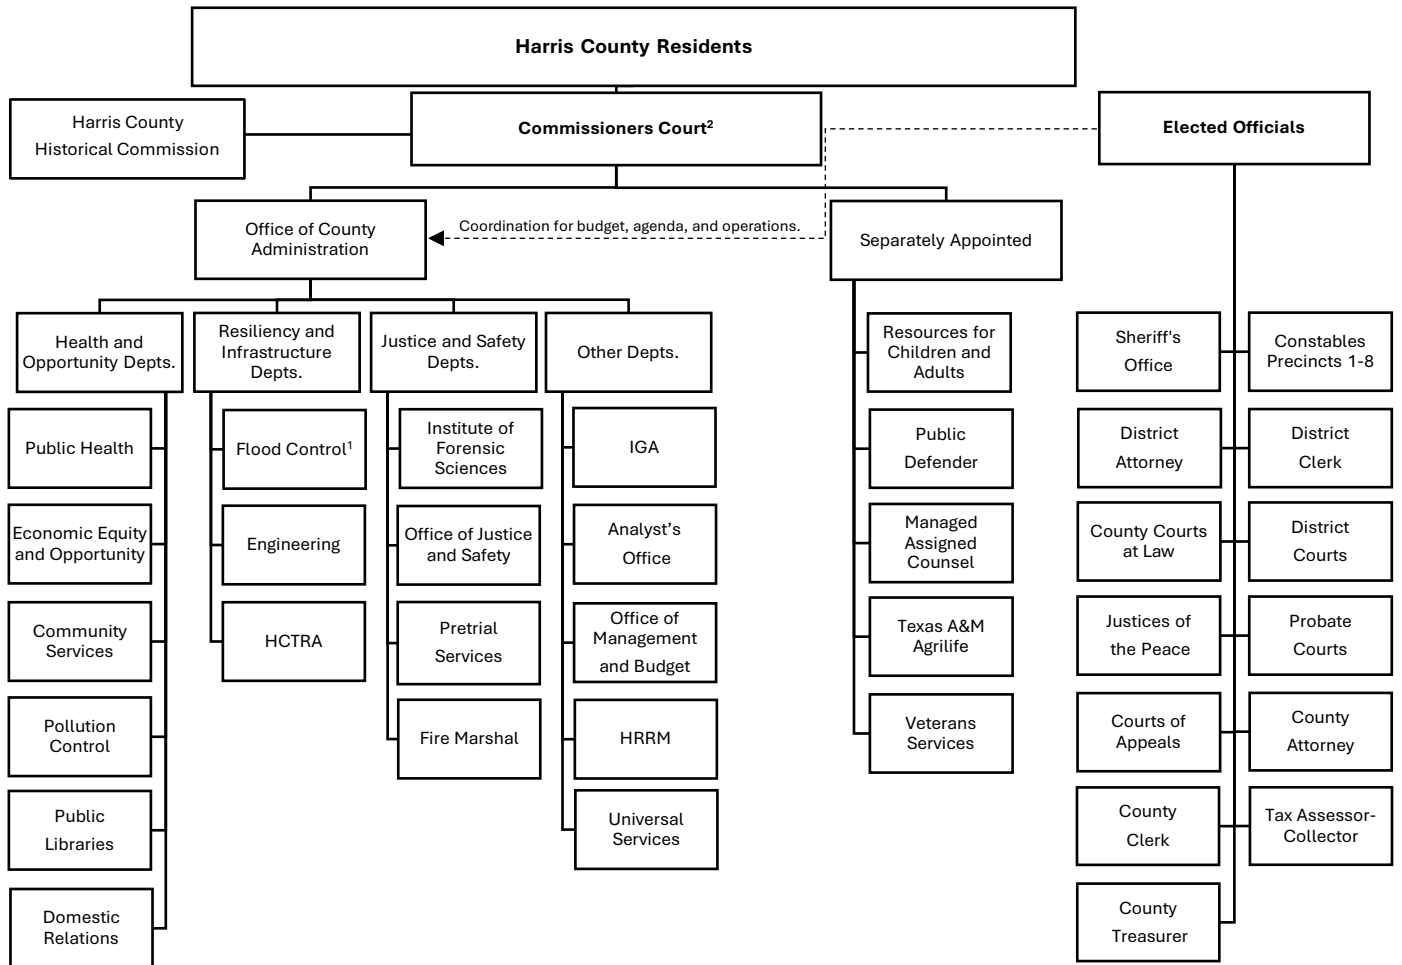 Harris County Residents
Harris County
Historical Commission
Commissioners Court²
Elected Officials
Office of County
Administration
Coordination for budget, agenda, and operations.
Separately Appointed
Health and
Opportunity Depts.
Resiliency and
Infrastructure
Depts.
Justice and Safety
Depts.
Other Depts.
Public Health
Economic Equity
and Opportunity
Community
Services
Pollution
Control
Public
Libraries
Domestic
Relations
Flood Control¹
Engineering
HCTRA
Institute of
Forensic
Sciences
Office of Justice
and Safety
Pretrial
Services
Fire Marshal
IGA
Analyst’s
Office
Office of
Management
and Budget
HRRM
Universal
Services
Resources for
Children and
Adults
Public
Defender
Managed
Assigned
Counsel
Texas A&M
Agrilife
Veterans
Services
Sheriff's
Office
Constables
Precincts 1-8
District
Attorney
District
Clerk
County Courts
at Law
District
Courts
Justices of
the Peace
Probate
Courts
Courts of
Appeals
County
Attorney
County
Clerk
Tax Assessor-
Collector
County
Treasurer